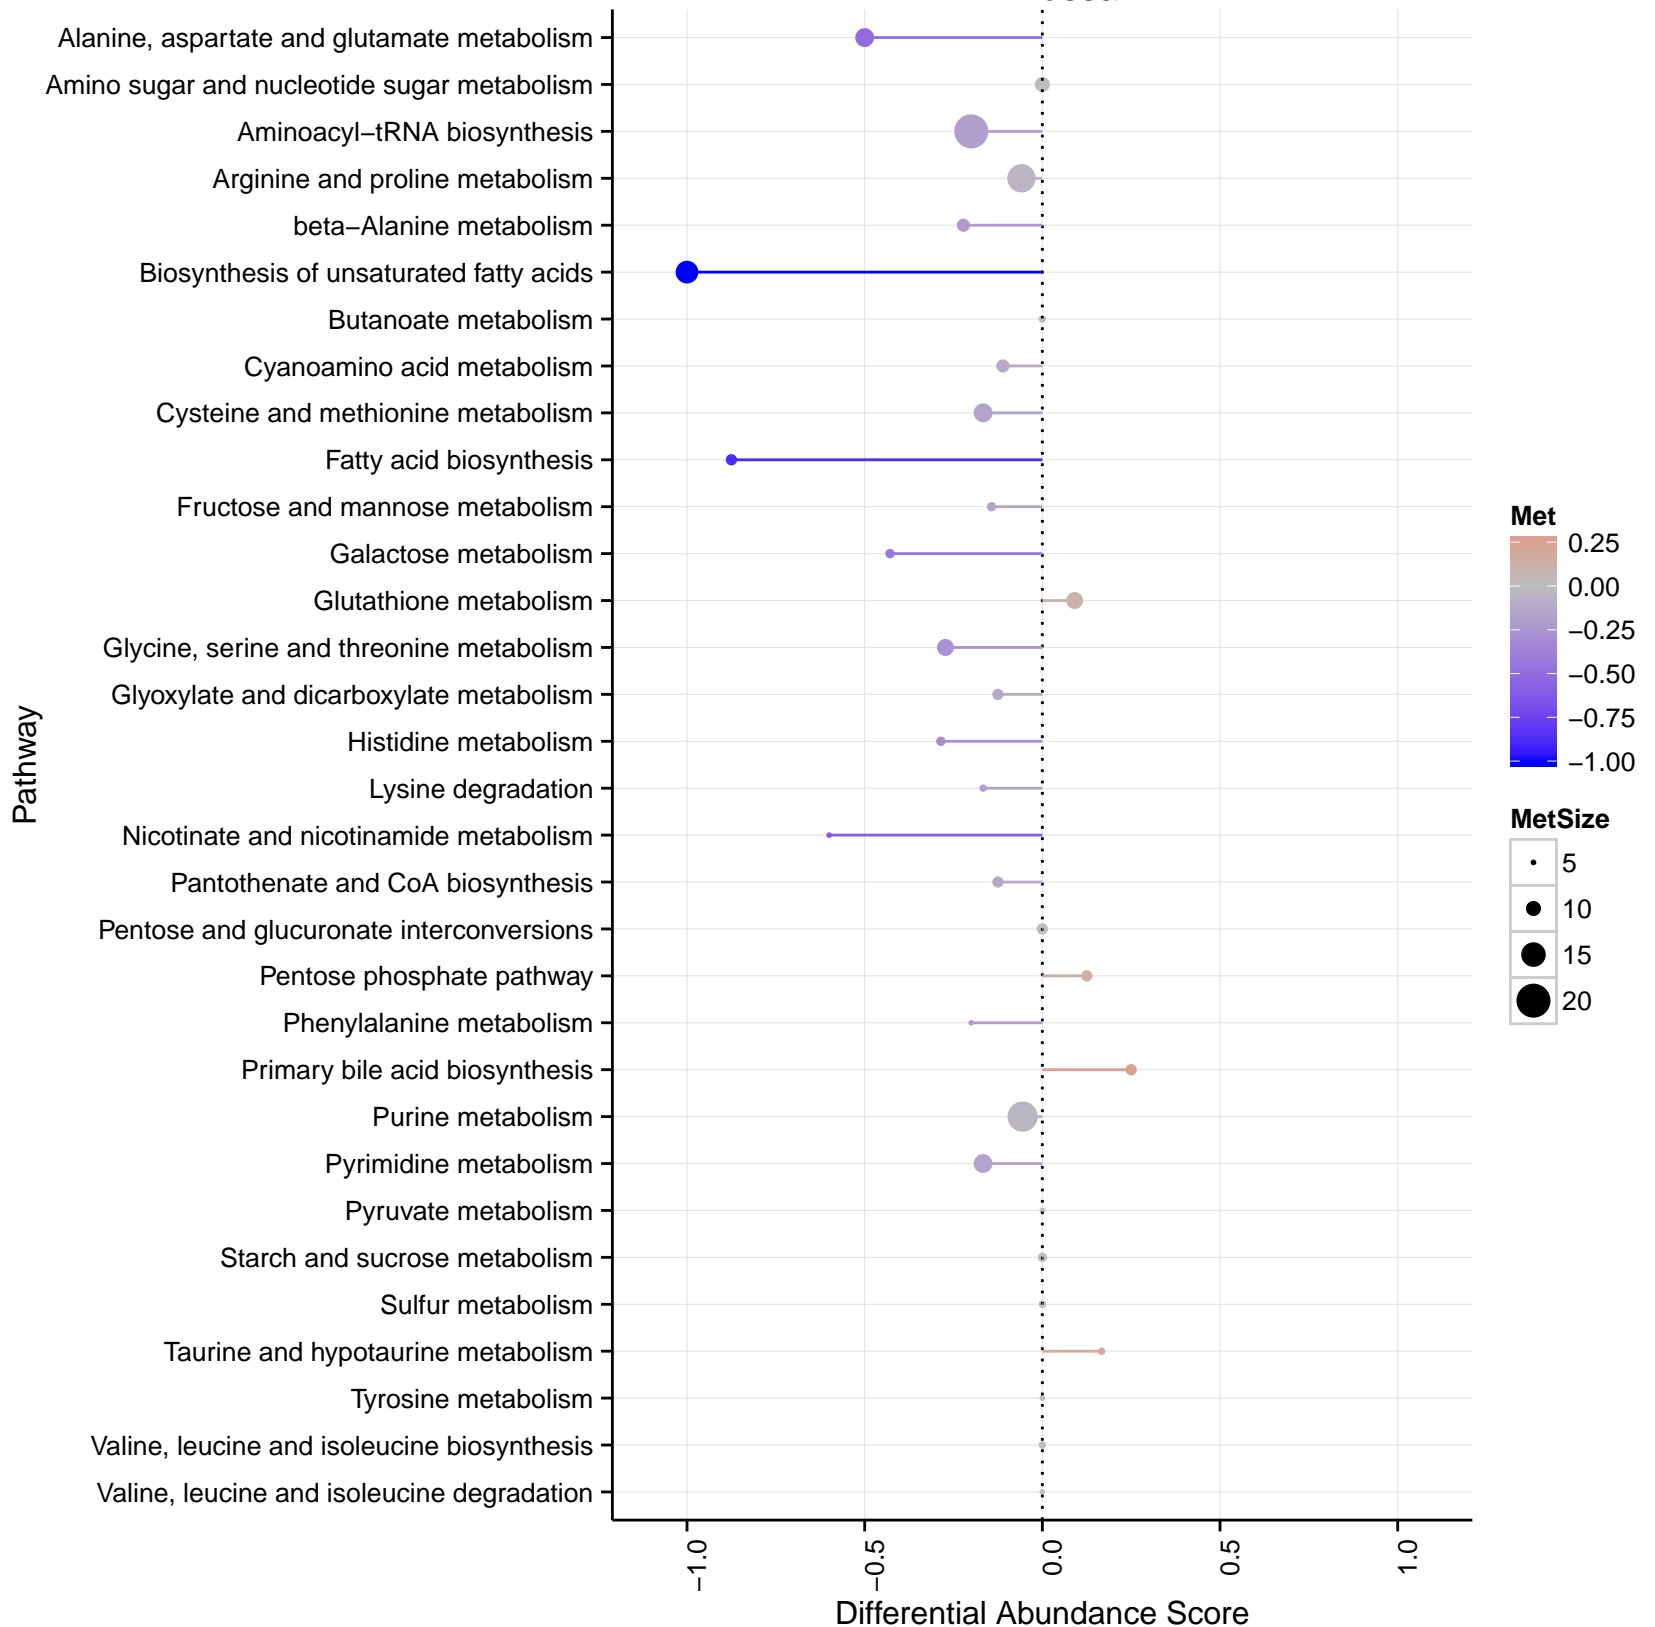 Alanine, aspartate and glutamate metabolism
Amino sugar and nucleotide sugar metabolism
Aminoacyl−tRNA biosynthesis
Arginine and proline metabolism
beta−Alanine metabolism
Biosynthesis of unsaturated fatty acids
Butanoate metabolism
Cyanoamino acid metabolism
Cysteine and methionine metabolism
Fatty acid biosynthesis
Fructose and mannose metabolism
Galactose metabolism
Glutathione metabolism
Glycine, serine and threonine metabolism
Glyoxylate and dicarboxylate metabolism
Histidine metabolism
Lysine degradation
Nicotinate and nicotinamide metabolism
Pantothenate and CoA biosynthesis
Pentose and glucuronate interconversions
Pentose phosphate pathway
Phenylalanine metabolism
Primary bile acid biosynthesis
Purine metabolism
Pyrimidine metabolism
Pyruvate metabolism
Starch and sucrose metabolism
Sulfur metabolism
Taurine and hypotaurine metabolism
Tyrosine metabolism
Valine, leucine and isoleucine biosynthesis
Valine, leucine and isoleucine degradation
Pathway
−1.0
−0.5
0.0
0.5
1.0
Differential Abundance Score
Met
0.25
0.00
−0.25
−0.50
−0.75
−1.00
MetSize
5
10
15
20